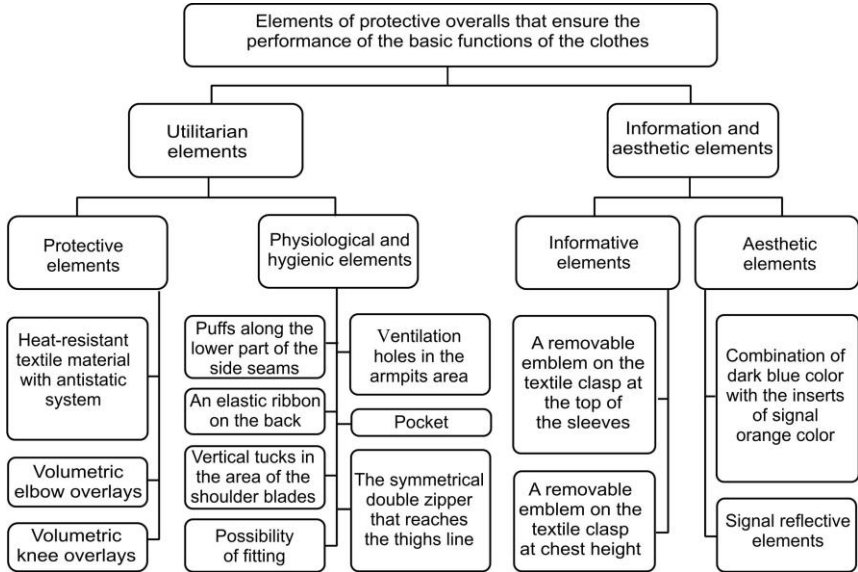 Elements of protective overalls that ensure the
performance of the basic functions of the clothes
Utilitarian
elements
Information and
aesthetic elements
Protective
elements
Physiological and
hygienic elements
Informative
elements
Aesthetic
elements
Heat-resistant
textile material
with antistatic
system
Volumetric
elbow overlays
Volumetric
knee overlays
Puffs along the
lower part of the
side seams
An elastic ribbon
on the back
Vertical tucks in
the area of the
shoulder blades
Possibility
of fitting
Ventilation
holes in the
armpits area
Pocket
The symmetrical
double zipper
that reaches
the thighs line
A removable
emblem on the
textile clasp at
the top of
the sleeves
A removable
emblem on the
textile clasp
at chest height
Combination of
dark blue color
with the inserts
of signal
orange color
Signal reflective
elements